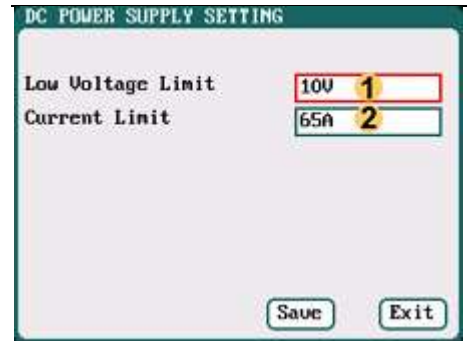 DC POWER SUPPLY SETTING
Low Voltage Limit 10V 1
Current Limit 65A 2
Save Exit